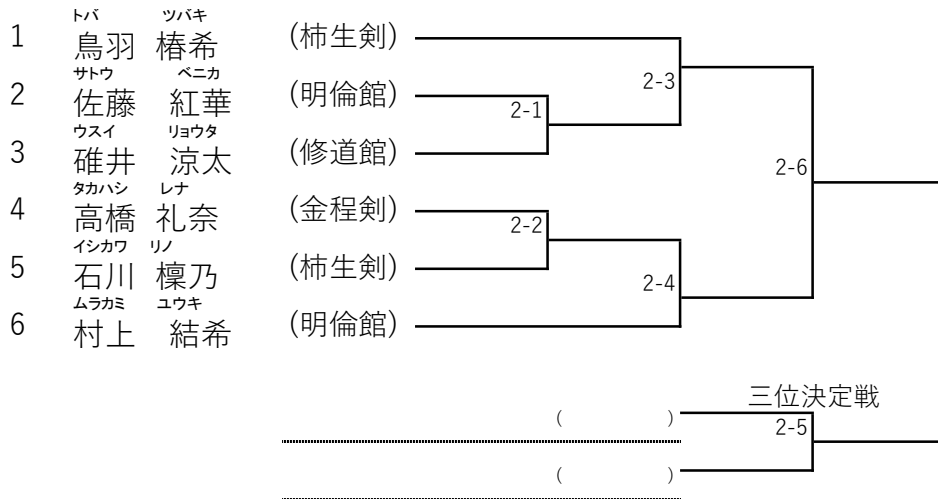 トバ ツバキ
1 鳥羽 椿希 (柿生剣)
サトウ ベニカ
2 佐藤 紅華 (明倫館)
ウスイ リョウタ
3 碓井 涼太 (修道館)
タカハシ レナ
4 高橋 礼奈 (金程剣)
イシカワ リノ
5 石川 檁乃 (柿生剣)
ムラカミ ユウキ
6 村上 結希 (明倫館)
2-1
2-2
2-3
2-4
2-6
三位決定戦
2-5
( )
( )